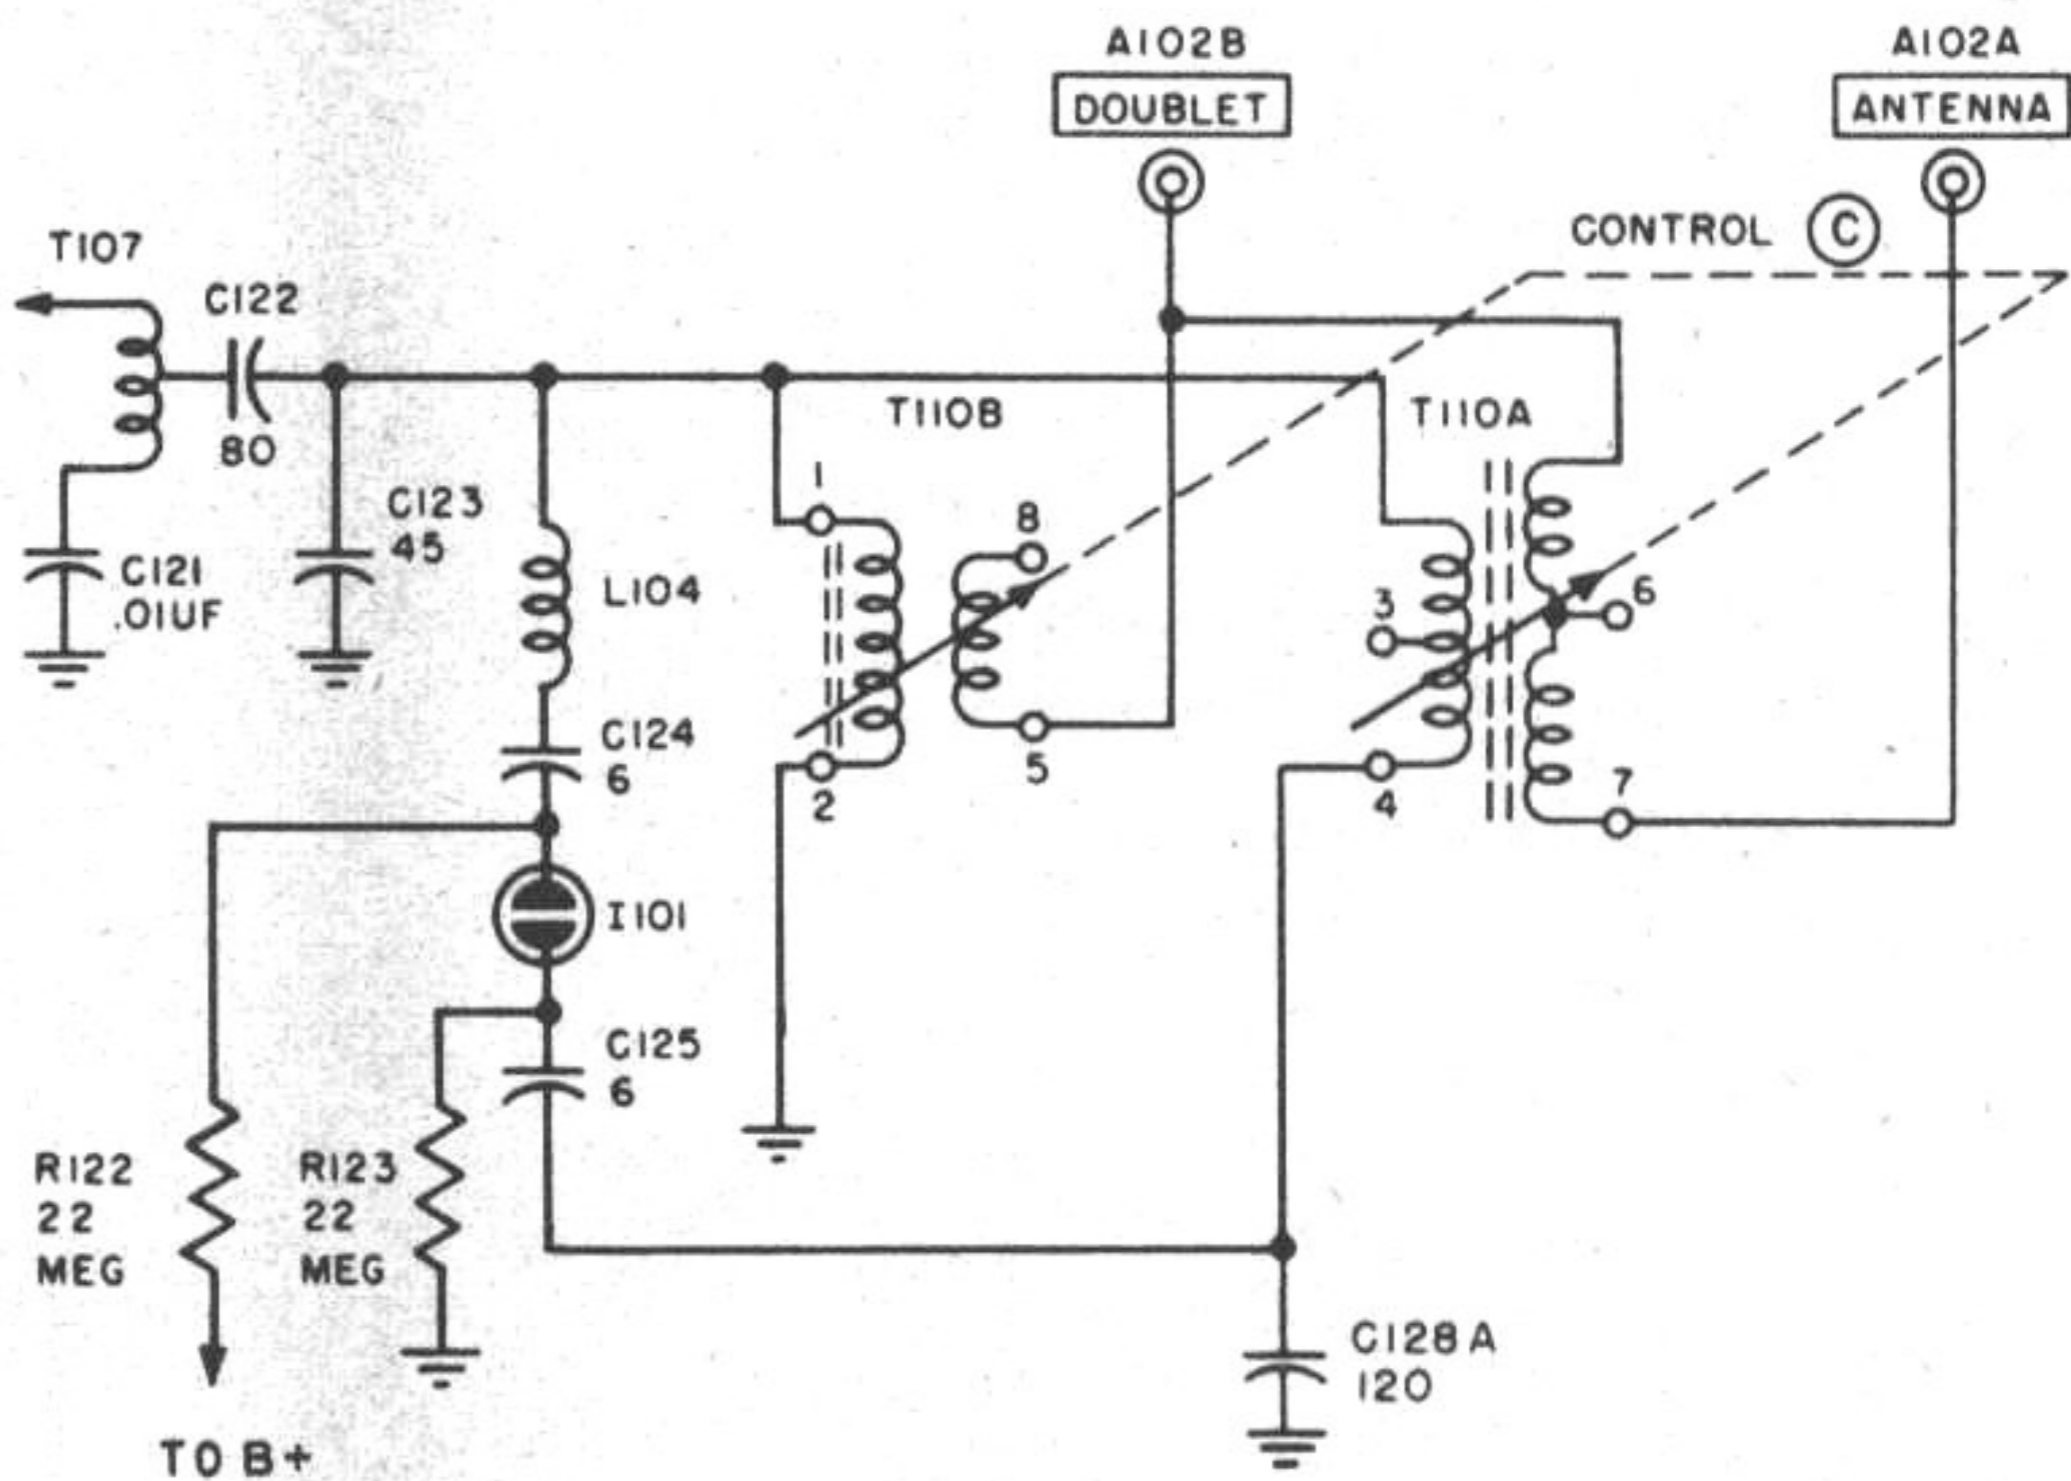 A102B
DOUBLET
A102A
ANTENNA
CONTROL C
T107
C122
80
T110B
T110A
C123
45
C121
.01UF
L104
1
8
3
6
C124
6
2
5
4
7
I101
C125
6
R122
22
MEG
R123
22
MEG
C128A
120
TO B+